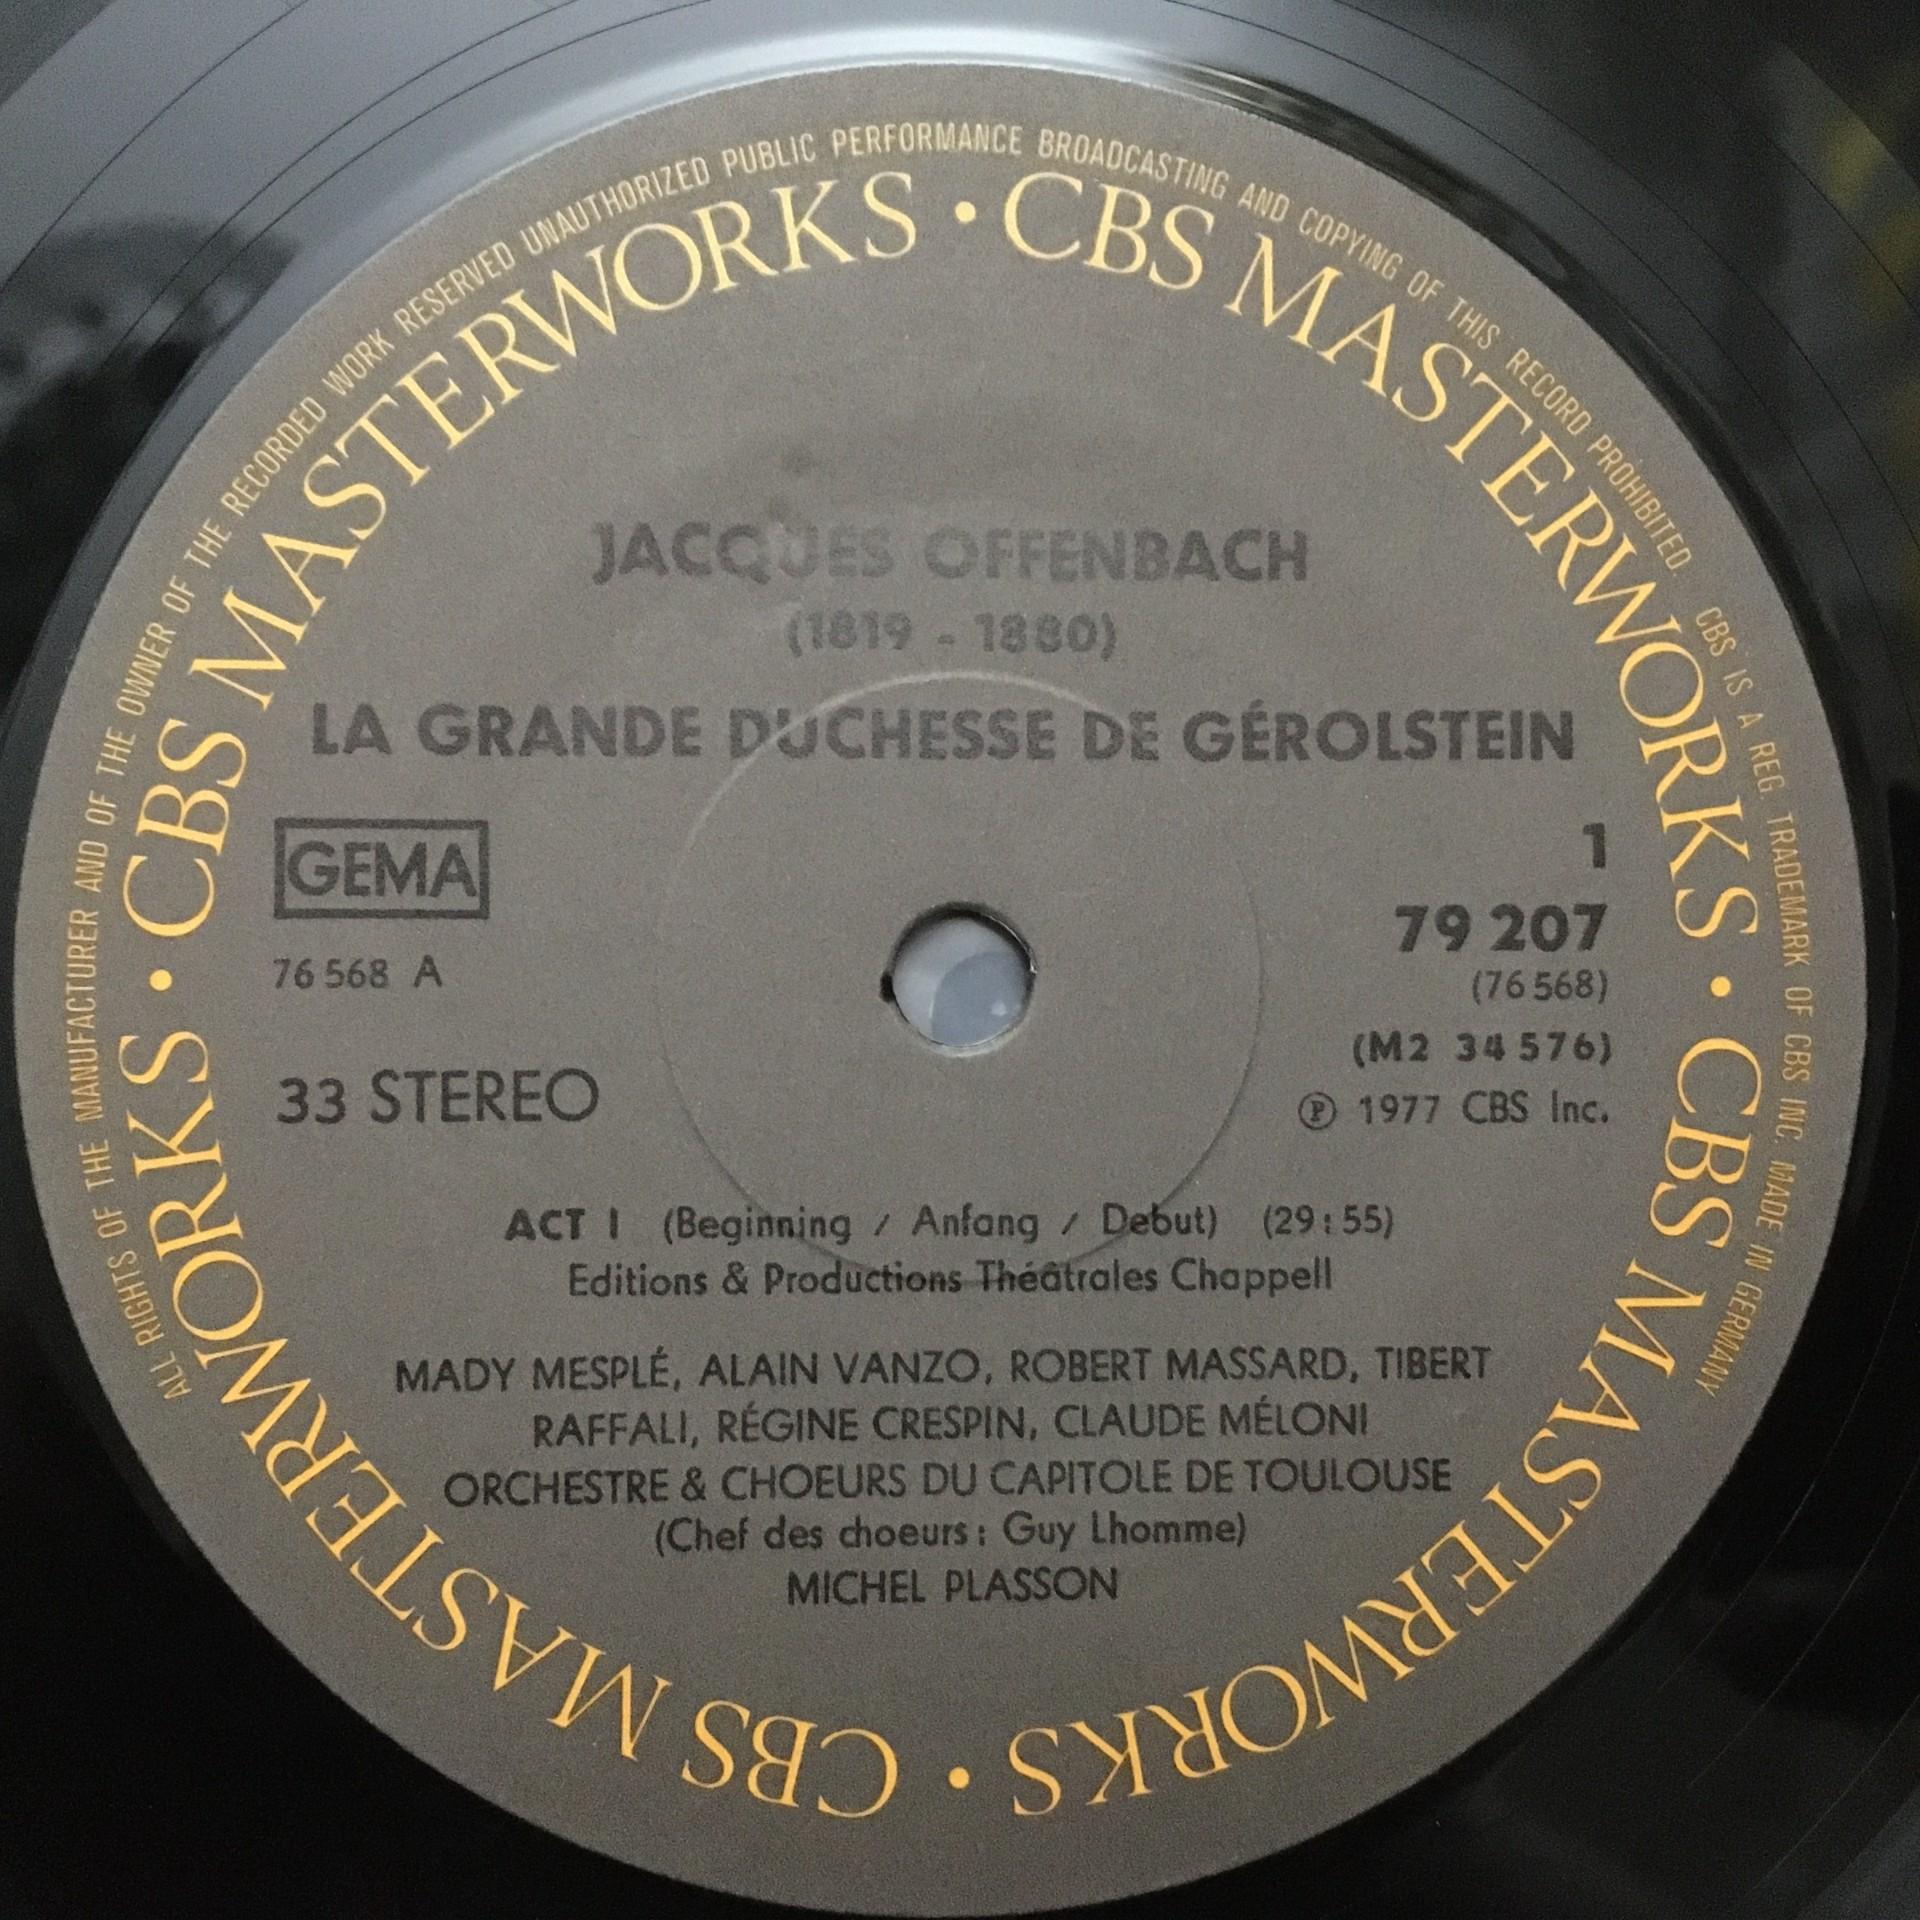 ALL RIGHTS OF THE MANUFACTURER AND OF THE OWNER OF THE RECORDED WORK RESERVED UNAUTHORIZED PUBLIC PERFORMANCE BROADCASTING AND COPYING OF THIS RECORD PROHIBITED. CBS IS A REG. TRADEMARK OF CBS INC. MADE IN GERMANY
CBS MASTERWORKS • CBS MASTERWORKS • CBS MASTERWORKS • CBS MASTERWORKS •
JACQUES OFFENBACH
(1819 - 1880)
LA GRANDE DUCHESSE DE GÉROLSTEIN
GEMA
76 568 A
33 STEREO
1
79 207
(76 568)
(M2 34 576)
℗ 1977 CBS Inc.
ACT I (Beginning / Anfang / Debut) (29:55)
Editions & Productions Théâtrales Chappell
MADY MESPLÉ, ALAIN VANZO, ROBERT MASSARD, TIBERT
RAFFALI, RÉGINE CRESPIN, CLAUDE MÉLONI
ORCHESTRE & CHOEURS DU CAPITOLE DE TOULOUSE
(Chef des choeurs: Guy Lhomme)
MICHEL PLASSON